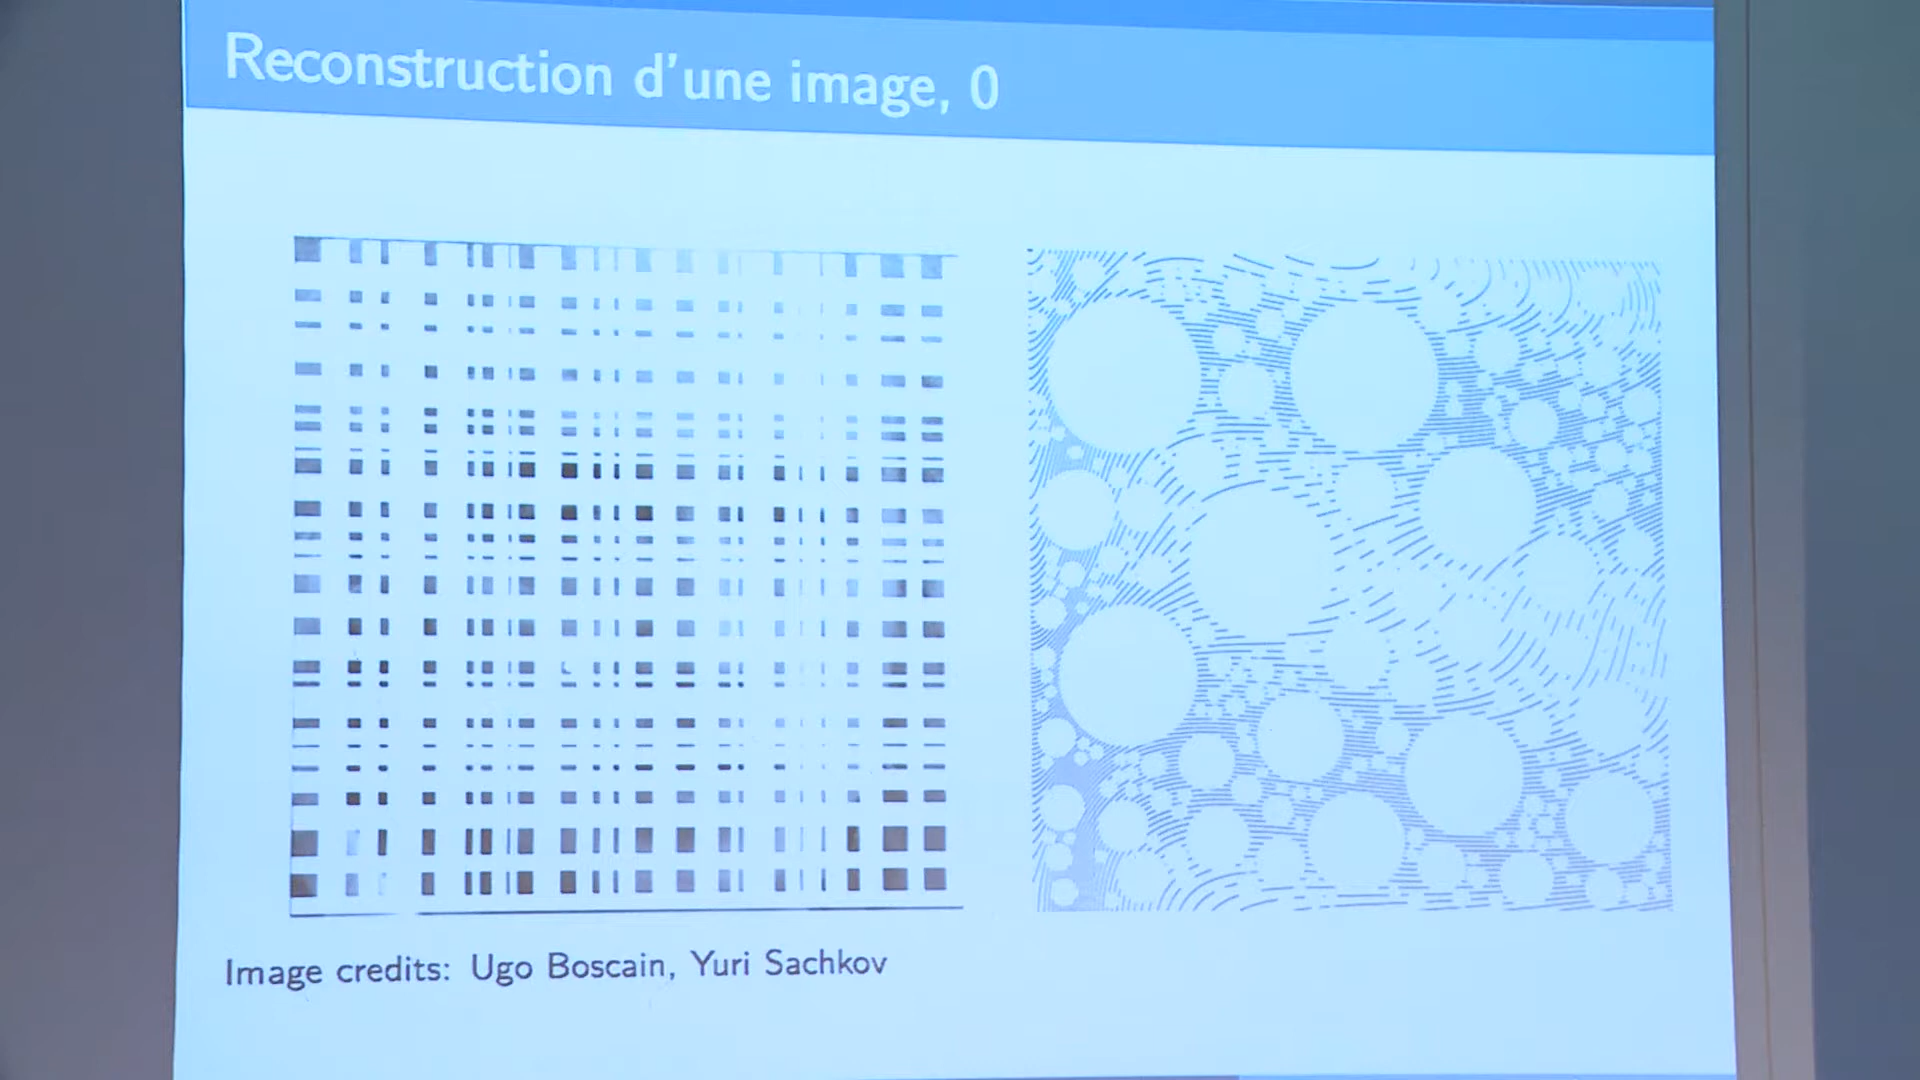 Reconstruction d'une image, 0
Image credits: Ugo Boscain, Yuri Sachkov